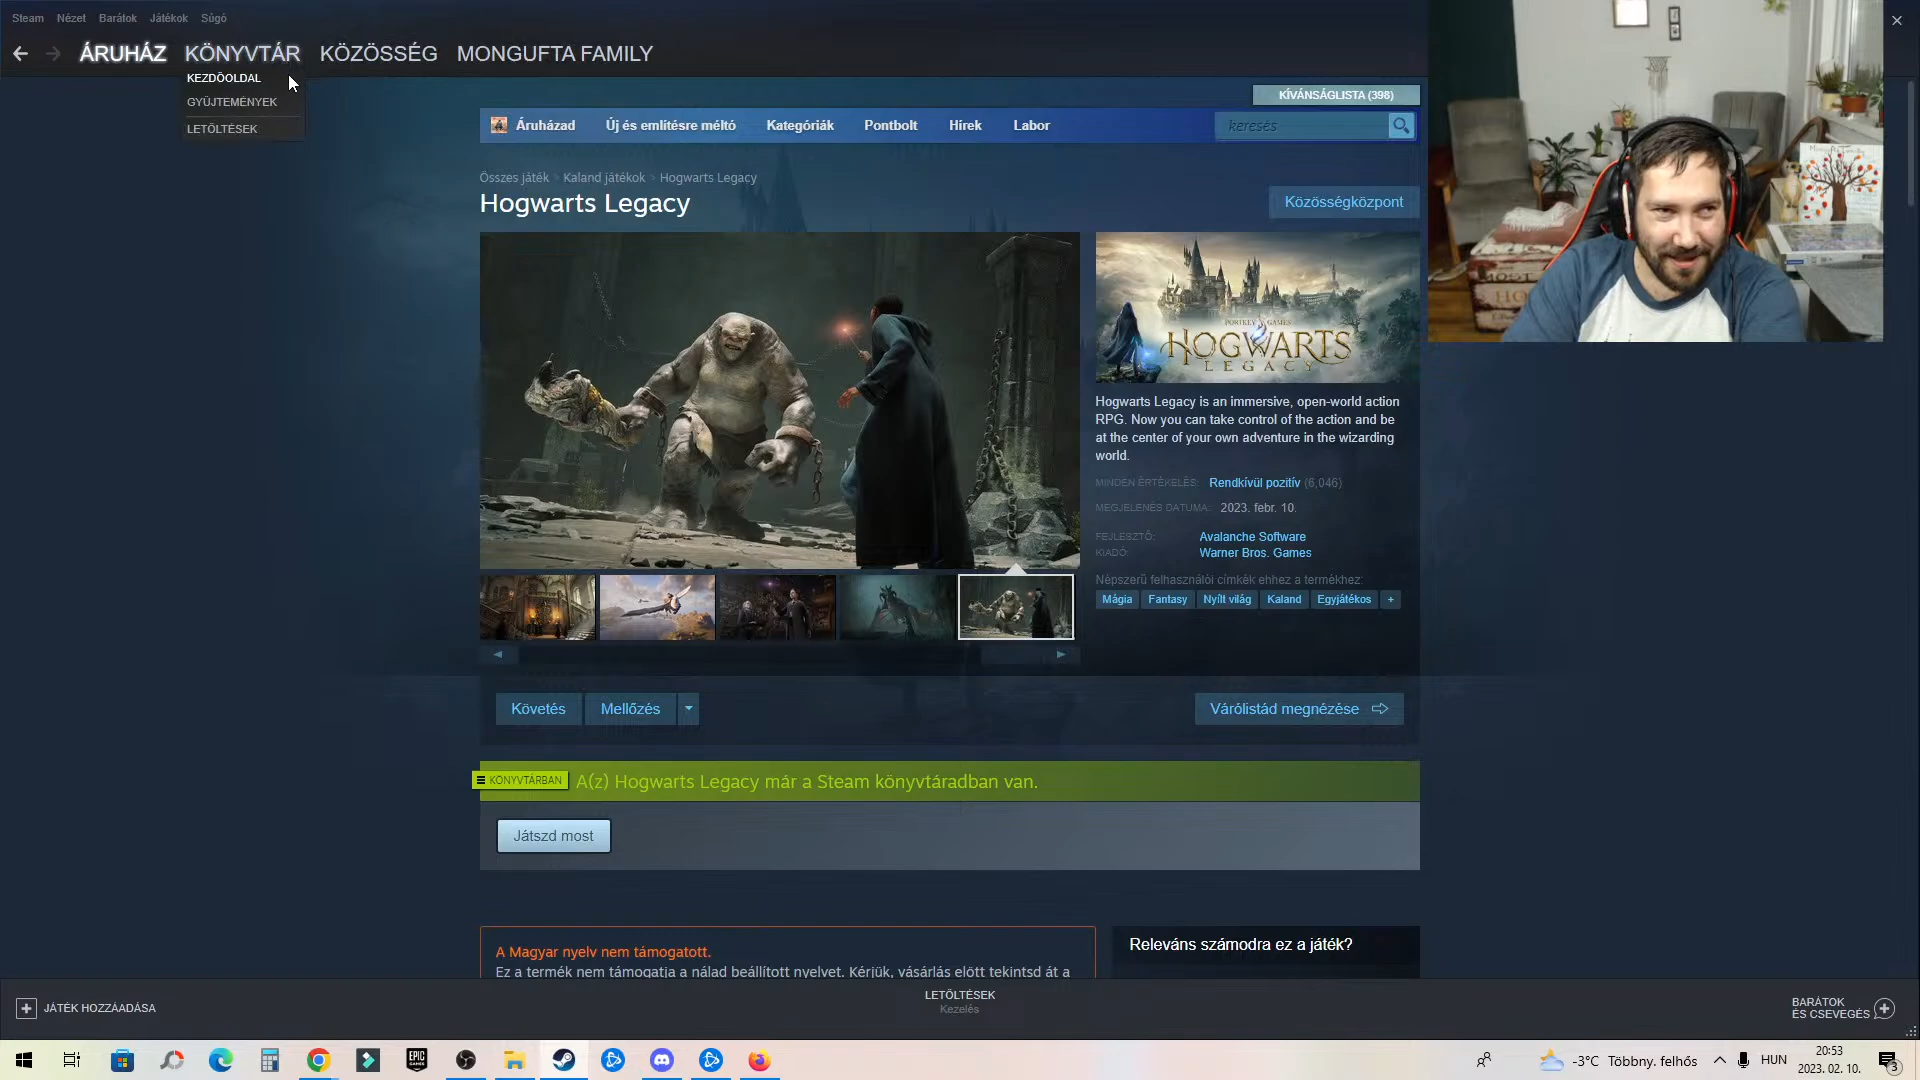 Steam Nézet Barátok Játékok Súgó
ÁRUHÁZ KÖNYVTÁR KÖZÖSSÉG MONGUFTA FAMILY
KEZDŐOLDAL
GYŰJTEMÉNYEK
LETÖLTÉSEK
KÍVÁNSÁGLISTA (398)
Áruházad Új és említésre méltó Kategóriák Pontbolt Hírek Labor keresés
Összes játék > Kaland játékok > Hogwarts Legacy
Hogwarts Legacy
Közösségközpont
PORTKEY GAMES
HOGWARTS
LEGACY
Hogwarts Legacy is an immersive, open-world action
RPG. Now you can take control of the action and be
at the center of your own adventure in the wizarding
world.
MINDEN ÉRTÉKELÉS: Rendkívül pozitív (6,046)
MEGJELENÉS DÁTUMA: 2023. febr. 10.
FEJLESZTŐ: Avalanche Software
KIADÓ: Warner Bros. Games
Népszerű felhasználói címkék ehhez a termékhez:
Mágia Fantasy Nyílt világ Kaland Egyjátékos +
Követés Mellőzés Várólistád megnézése
KÖNYVTÁRBAN A(z) Hogwarts Legacy már a Steam könyvtáradban van.
Játszd most
A Magyar nyelv nem támogatott.
Ez a termék nem támogatja a nálad beállított nyelvet. Kérjük, vásárlás előtt tekintsd át a
Releváns számodra ez a játék?
JÁTÉK HOZZÁADÁSA
LETÖLTÉSEK
Kezelés
BARÁTOK
ÉS CSEVEGÉS
EPIC
GAMES
-3°C Többny. felhős
HUN
20:53
2023. 02. 10.
3